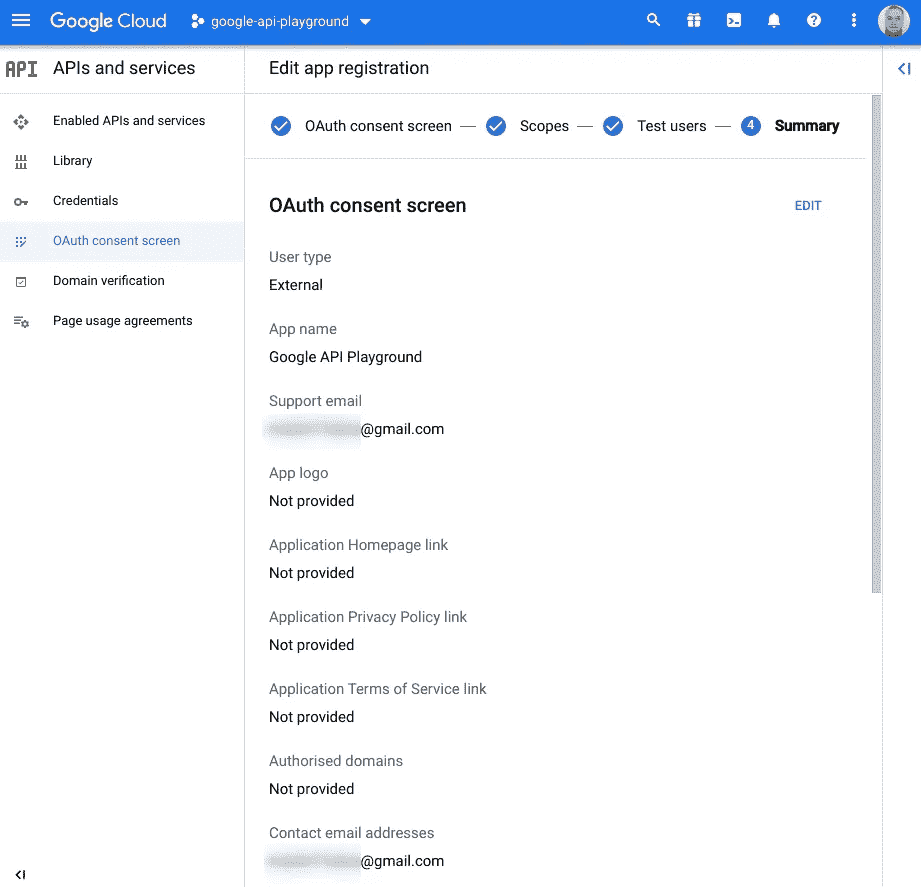 Google Cloud google-api-playground
API APIs and services
Edit app registration
Enabled APIs and services
Library
Credentials
OAuth consent screen
Domain verification
Page usage agreements
OAuth consent screen — Scopes — Test users — 4 Summary
OAuth consent screen EDIT
User type
External
App name
Google API Playground
Support email
@gmail.com
App logo
Not provided
Application Homepage link
Not provided
Application Privacy Policy link
Not provided
Application Terms of Service link
Not provided
Authorised domains
Not provided
Contact email addresses
@gmail.com